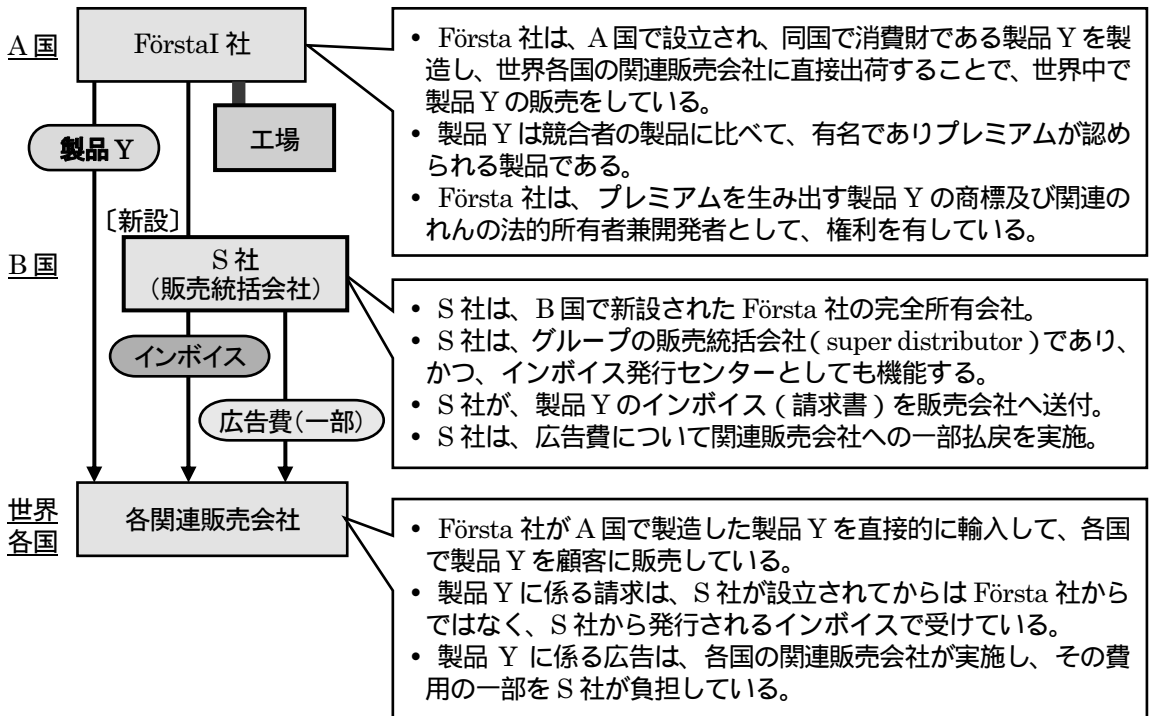 A国
FörstaI 社
• Första 社は、A 国で設立され、同国で消費財である製品 Y を製
造し、世界各国の関連販売会社に直接出荷することで、世界中で
製品 Y の販売をしている。
• 製品 Y は競合者の製品に比べて、有名でありプレミアムが認め
られる製品である。
• Första 社は、プレミアムを生み出す製品 Y の商標及び関連の
れんの法的所有者兼開発者として、権利を有している。
製品 Y
工場
〔新設〕
B国
S 社
（販売統括会社）
• S 社は、B 国で新設された Första 社の完全所有会社。
• S 社は、グループの販売統括会社( super distributor )であり、
かつ、インボイス発行センターとしても機能する。
• S 社が、製品 Y のインボイス ( 請求書 ) を販売会社へ送付。
• S 社は、広告費について関連販売会社への一部払戻を実施。
インボイス
広告費(一部)
世界
各国
各関連販売会社
• Första 社が A 国で製造した製品 Y を直接的に輸入して、各国
で製品 Y を顧客に販売している。
• 製品 Y に係る請求は、S 社が設立されてからは Första 社から
ではなく、S 社から発行されるインボイスで受けている。
• 製品 Y に係る広告は、各国の関連販売会社が実施し、その費
用の一部を S 社が負担している。